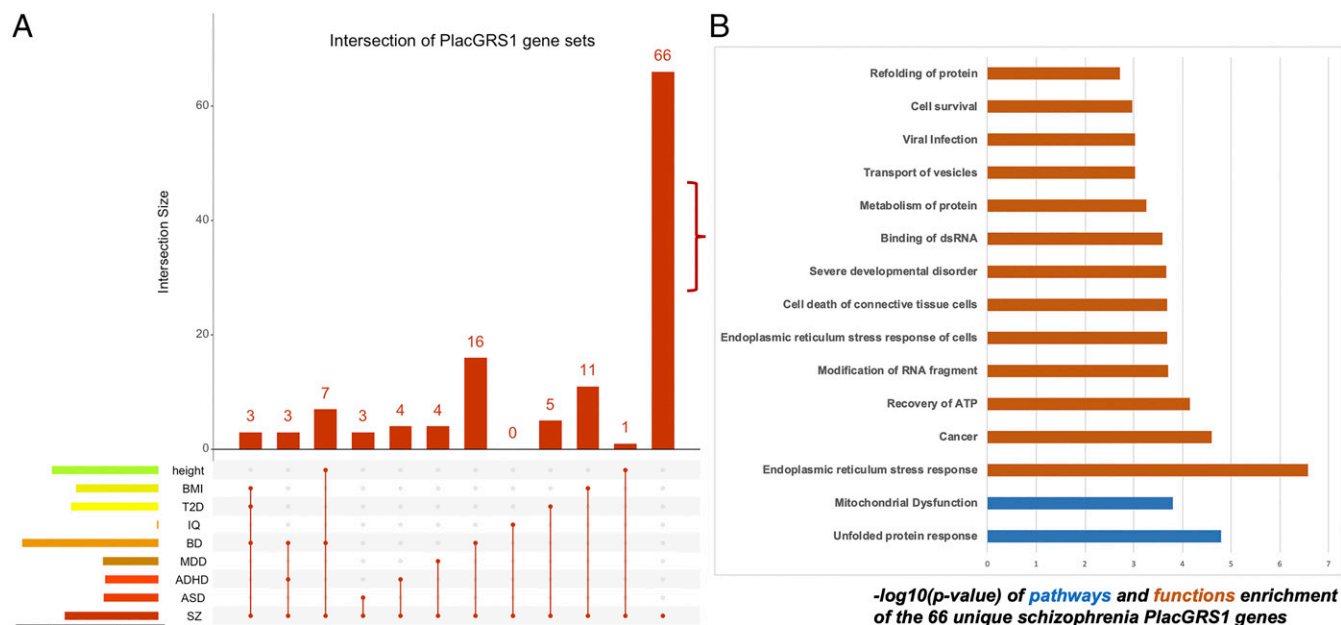 A
Intersection of PlacGRS1 gene sets
Intersection Size
60
40
20
0
3
3
7
3
4
4
16
0
5
11
1
66
height
BMI
T2D
IQ
BD
MDD
ADHD
ASD
SZ
B
Refolding of protein
Cell survival
Viral Infection
Transport of vesicles
Metabolism of protein
Binding of dsRNA
Severe developmental disorder
Cell death of connective tissue cells
Endoplasmic reticulum stress response of cells
Modification of RNA fragment
Recovery of ATP
Cancer
Endoplasmic reticulum stress response
Mitochondrial Dysfunction
Unfolded protein response
0 1 2 3 4 5 6 7
-log10(p-value) of pathways and functions enrichment
of the 66 unique schizophrenia PlacGRS1 genes